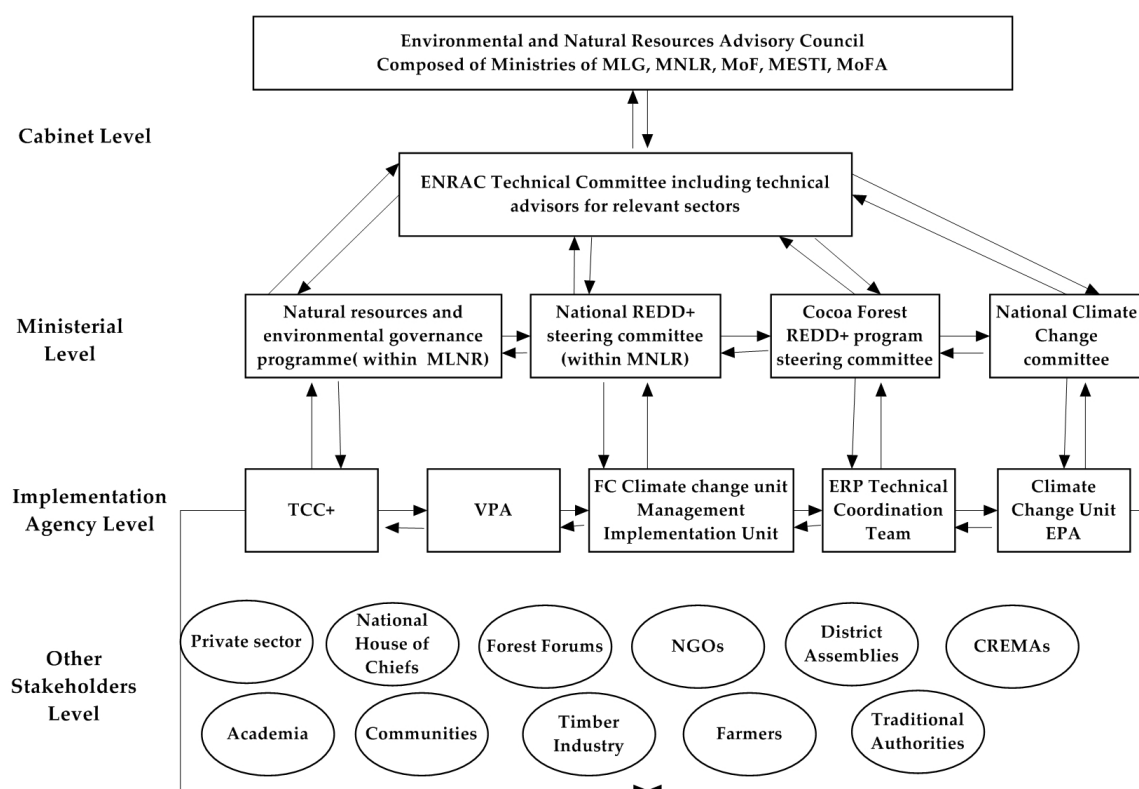 Environmental and Natural Resources Advisory Council
Composed of Ministries of MLG, MNLR, MoF, MESTI, MoFA
Cabinet Level
ENRAC Technical Committee including technical
advisors for relevant sectors
Ministerial
Level
Natural resources and
environmental governance
programme( within MLNR)
National REDD+
steering committee
(within MNLR)
Cocoa Forest
REDD+ program
steering committee
National Climate
Change
committee
Implementation
Agency Level
TCC+
VPA
FC Climate change unit
Management
Implementation Unit
ERP Technical
Coordination
Team
Climate
Change Unit
EPA
Other
Stakeholders
Level
Private sector
National
House of
Chiefs
Forest Forums
NGOs
District
Assemblies
CREMAs
Academia
Communities
Timber
Industry
Farmers
Traditional
Authorities